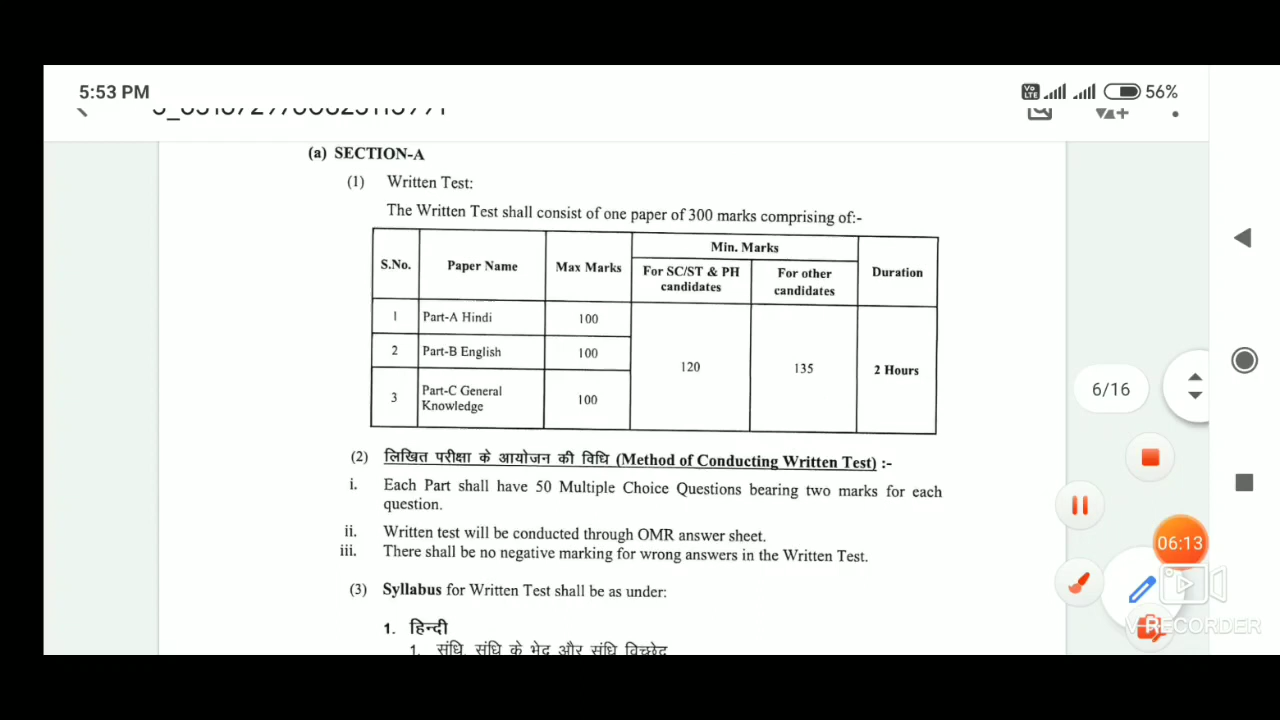 5:53 PM
Vo LTE
56%
(a) SECTION-A
(1) Written Test:
The Written Test shall consist of one paper of 300 marks comprising of:-
S.No. Paper Name Max Marks Min. Marks Duration
For SC/ST & PH candidates For other candidates
1 Part-A Hindi 100
2 Part-B English 100
120 135 2 Hours
3 Part-C General Knowledge 100
6/16
(2) लिखित परीक्षा के आयोजन की विधि (Method of Conducting Written Test) :-
i. Each Part shall have 50 Multiple Choice Questions bearing two marks for each
question.
ii. Written test will be conducted through OMR answer sheet.
iii. There shall be no negative marking for wrong answers in the Written Test.
06:13
(3) Syllabus for Written Test shall be as under:
1. हिन्दी
V RECORDER
1. संधि, संधि के भेद और संधि विच्छेद